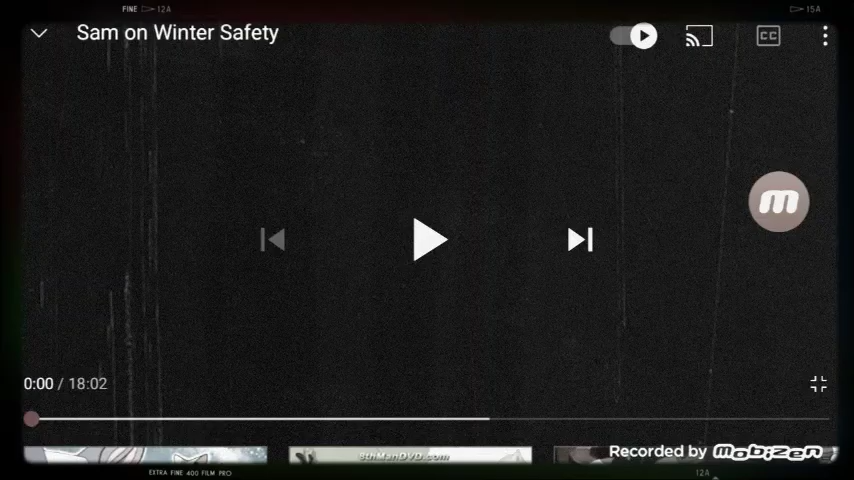 FINE 12A
15A
Sam on Winter Safety
CC
m
0:00 / 18:02
8thManDVD.com
Recorded by Mobizen
EXTRA FINE 400 FILM PRO
12A